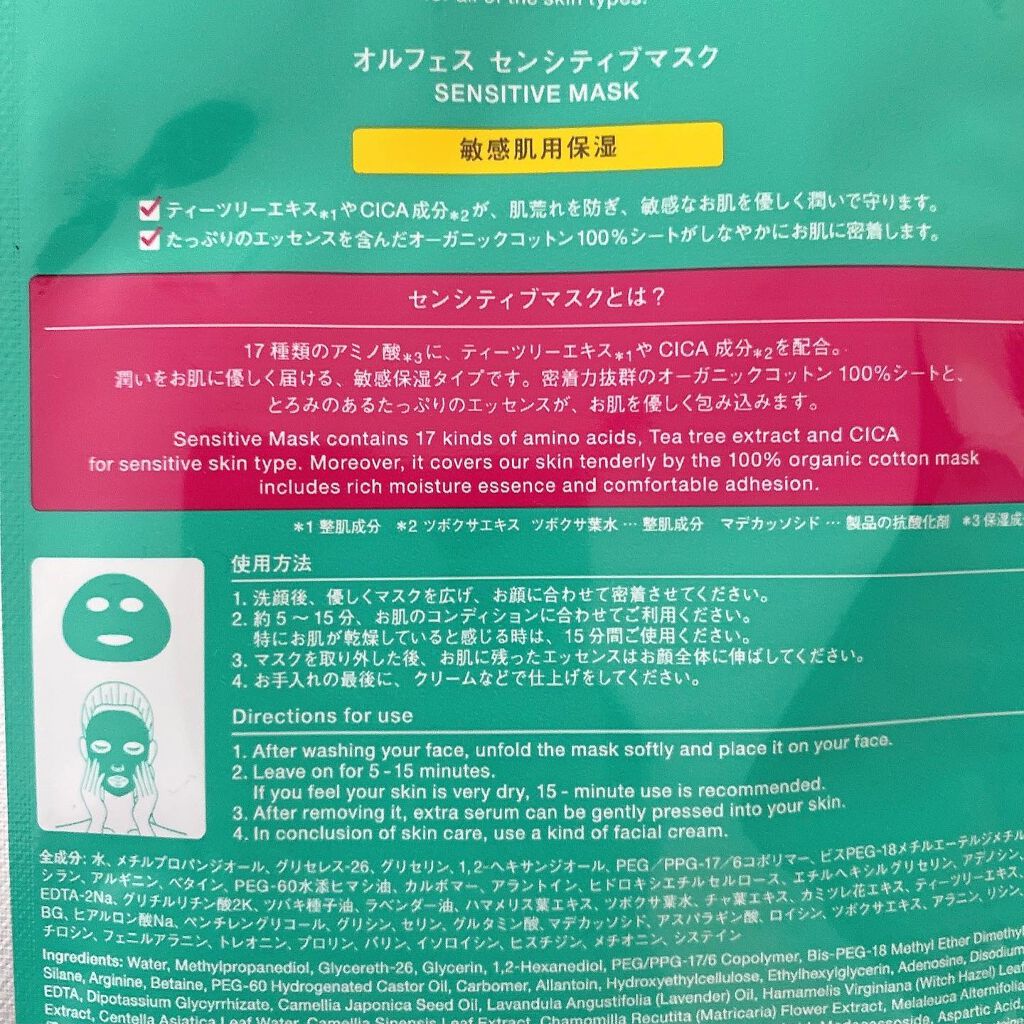 for all of the skin types.
オルフェス センシティブマスク
SENSITIVE MASK
敏感肌用保湿
ティーツリーエキス*1やCICA成分*2が、肌荒れを防ぎ、敏感なお肌を優しく潤いで守ります。
たっぷりのエッセンスを含んだオーガニックコットン100%シートがしなやかにお肌に密着します。
センシティブマスクとは?
17種類のアミノ酸*3に、ティーツリーエキス*1や CICA 成分*2を配合。
潤いをお肌に優しく届ける、敏感保湿タイプです。密着力抜群のオーガニックコットン 100%シートと、
とろみのあるたっぷりのエッセンスが、お肌を優しく包み込みます。
Sensitive Mask contains 17 kinds of amino acids, Tea tree extract and CICA
for sensitive skin type. Moreover, it covers our skin tenderly by the 100% organic cotton mask
includes rich moisture essence and comfortable adhesion.
*1 整肌成分 *2 ツボクサエキス ツボクサ葉水 … 整肌成分 マデカッソシド … 製品の抗酸化剤 *3 保湿成
使用方法
1. 洗顔後、優しくマスクを広げ、お顔に合わせて密着させてください。
2. 約 5 ~ 15 分、お肌のコンディションに合わせてご利用ください。
特にお肌が乾燥していると感じる時は、15 分間ご使用ください。
3. マスクを取り外した後、お肌に残ったエッセンスはお顔全体に伸ばしてください。
4. お手入れの最後に、クリームなどで仕上げをしてください。
Directions for use
1. After washing your face, unfold the mask softly and place it on your face.
2. Leave on for 5 - 15 minutes.
If you feel your skin is very dry, 15 - minute use is recommended.
3. After removing it, extra serum can be gently pressed into your skin.
4. In conclusion of skin care, use a kind of facial cream.
全成分: 水、メチルプロパンジオール、グリセレス-26、グリセリン、1,2-ヘキサンジオール、PEG/PPG-17/6コポリマー、ビスPEG-18メチルエーテルジメチル
シラン、アルギニン、ベタイン、PEG-60水添ヒマシ油、カルボマー、アラントイン、ヒドロキシエチルセルロース、エチルヘキシルグリセリン、アデノシン、
EDTA-2Na、グリチルリチン酸2K、ツバキ種子油、ラベンダー油、ハマメリス葉エキス、ツボクサ葉水、チャ葉エキス、カミツレ花エキス、ティーツリーエキス、
BG、ヒアルロン酸Na、ペンチレングリコール、グリシン、セリン、グルタミン酸、マデカッソシド、アスパラギン酸、ロイシン、ツボクサエキス、アラニン、リシン、
チロシン、フェニルアラニン、トレオニン、プロリン、バリン、イソロイシン、ヒスチジン、メチオニン、システイン
Ingredients: Water, Methylpropanediol, Glycereth-26, Glycerin, 1,2-Hexanediol, PEG/PPG-17/6 Copolymer, Bis-PEG-18 Methyl Ether Dimethyl
Silane, Arginine, Betaine, PEG-60 Hydrogenated Castor Oil, Carbomer, Allantoin, Hydroxyethylcellulose, Ethylhexylglycerin, Adenosine, Disodium
EDTA, Dipotassium Glycyrrhizate, Camellia Japonica Seed Oil, Lavandula Angustifolia (Lavender) Oil, Hamamelis Virginiana (Witch Hazel) Leaf
Extract, Centella Asiatica Leaf Water, Camellia Sinensis Leaf Extract, Chamomilla Recutita (Matricaria) Flower Extract, Melaleuca Alternifolia
Aspartic Acid,